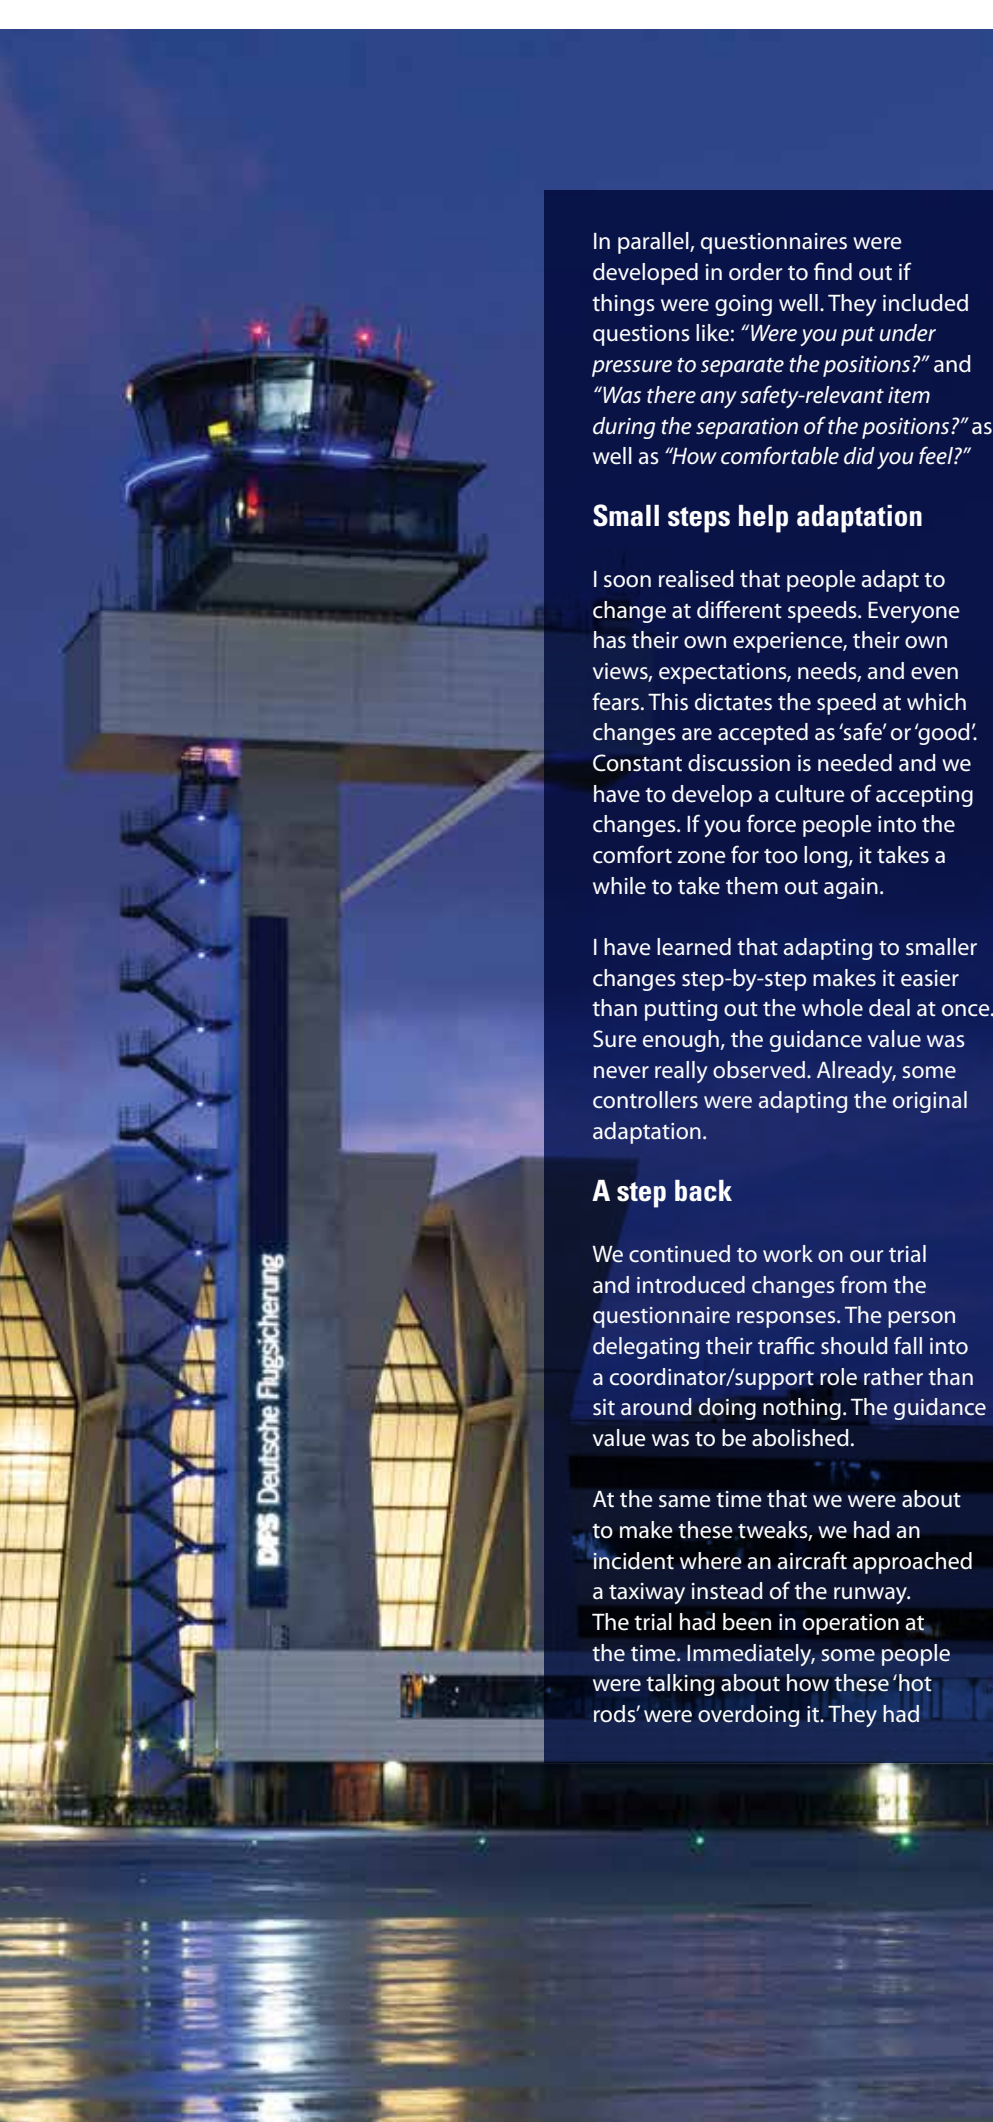 In parallel, questionnaires were
developed in order to find out if
things were going well. They included
questions like: “Were you put under
pressure to separate the positions?” and
“Was there any safety-relevant item
during the separation of the positions?” as
well as “How comfortable did you feel?”
Small steps help adaptation
I soon realised that people adapt to
change at different speeds. Everyone
has their own experience, their own
views, expectations, needs, and even
fears. This dictates the speed at which
changes are accepted as ‘safe’ or ‘good’.
Constant discussion is needed and we
have to develop a culture of accepting
changes. If you force people into the
comfort zone for too long, it takes a
while to take them out again.
I have learned that adapting to smaller
changes step-by-step makes it easier
than putting out the whole deal at once.
Sure enough, the guidance value was
never really observed. Already, some
controllers were adapting the original
adaptation.
A step back
We continued to work on our trial
and introduced changes from the
questionnaire responses. The person
delegating their traffic should fall into
a coordinator/support role rather than
sit around doing nothing. The guidance
value was to be abolished.
At the same time that we were about
to make these tweaks, we had an
incident where an aircraft approached
a taxiway instead of the runway.
The trial had been in operation at
the time. Immediately, some people
were talking about how these ‘hot
rods’ were overdoing it. They had
DFS Deutsche Flugsicherung